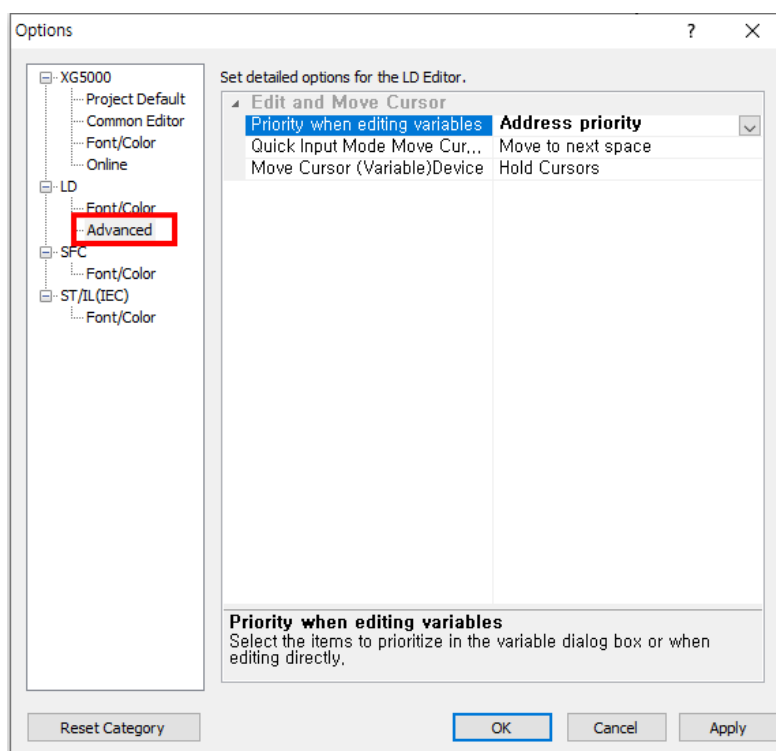 Options
?
XG5000
Project Default
Common Editor
Font/Color
Online
LD
Font/Color
Advanced
SFC
Font/Color
ST/IL(IEC)
Font/Color
Set detailed options for the LD Editor.
Edit and Move Cursor
Priority when editing variables Address priority
Quick Input Mode Move Cur... Move to next space
Move Cursor (Variable)Device Hold Cursors
Priority when editing variables
Select the items to prioritize in the variable dialog box or when
editing directly.
Reset Category OK Cancel Apply